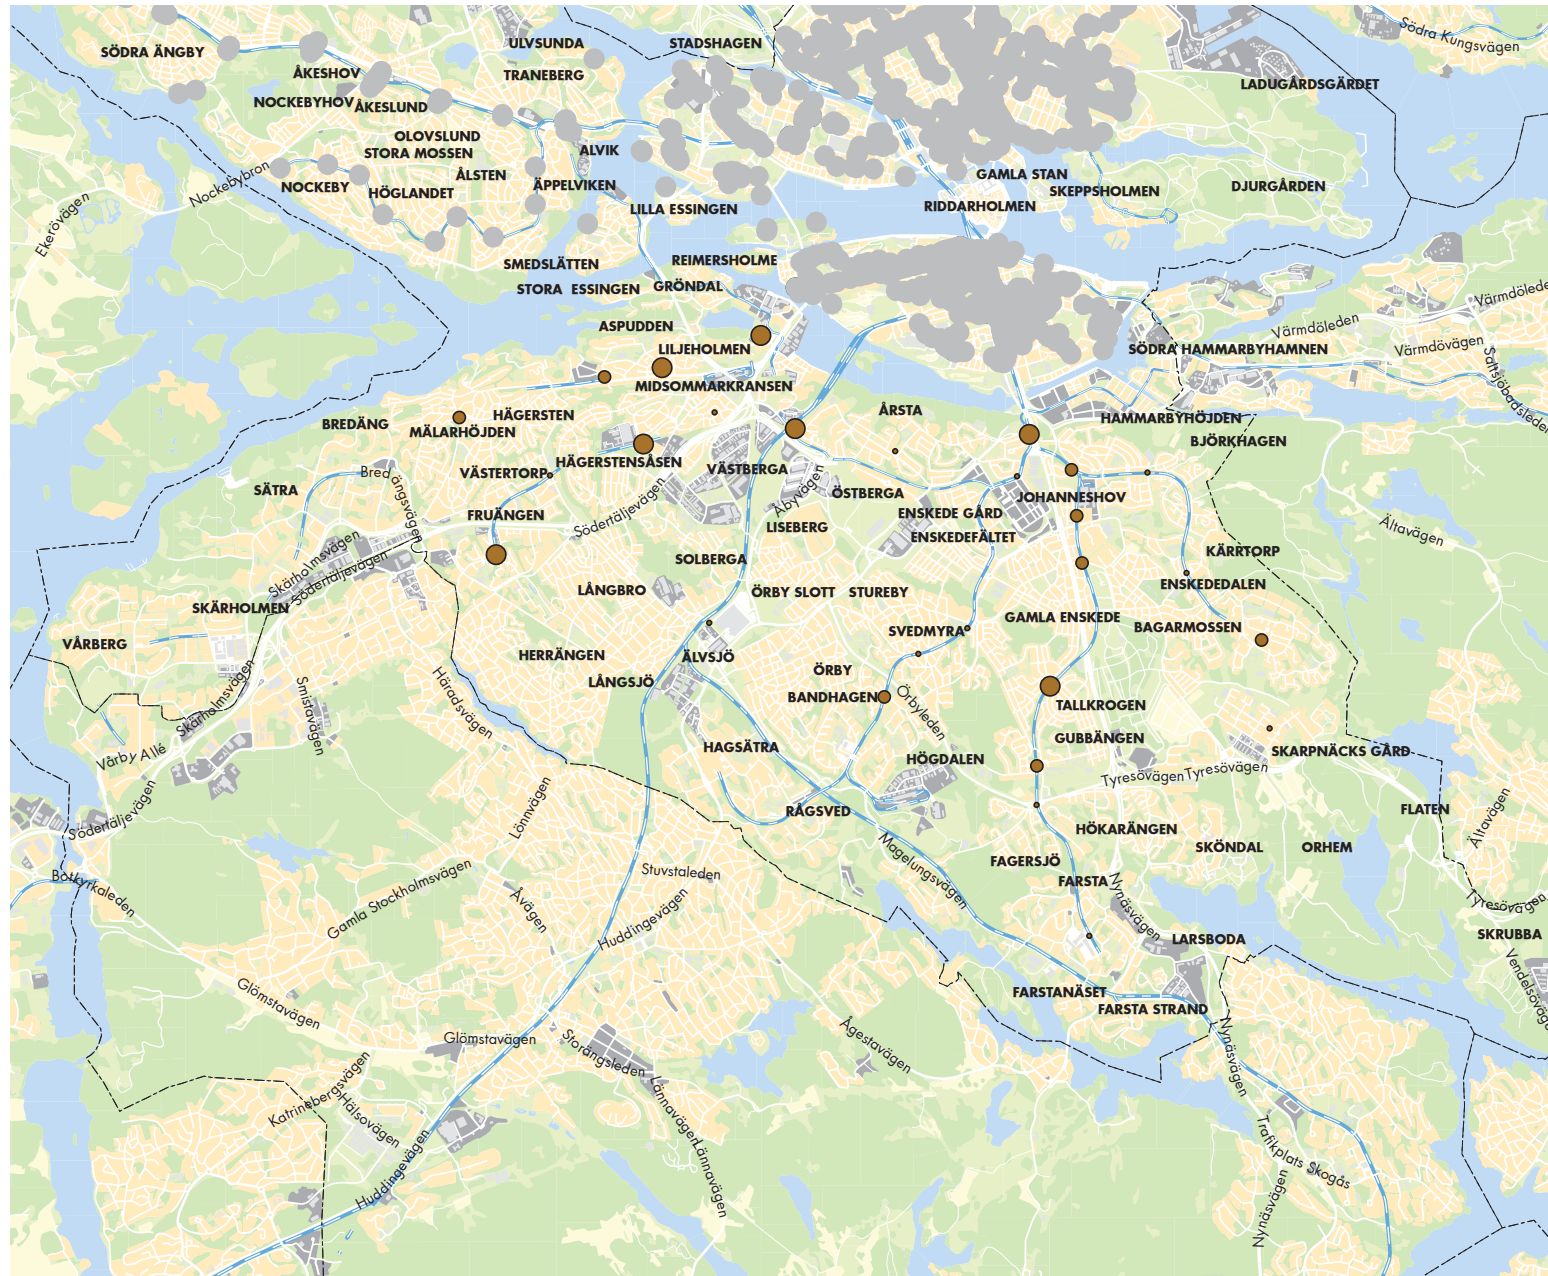 Södra Kungsvägen
SÖDRA ÄNGBY
ULVSUNDA
STADSHAGEN
ÅKESHOV
TRANEBERG
LADUGÅRDSGÄRDET
NOCKEBYHOV
ÅKESLUND
OLOVSLUND
STORA MOSSEN
ALVIK
Nockebybron
NOCKEBY
HÖGLANDET
ÅLSTEN
ÄPPELVIKEN
GAMLA STAN
SKEPPSHOLMEN
DJURGÅRDEN
LILLA ESSINGEN
RIDDARHOLMEN
Ekerövägen
SMEDSLÄTTEN
REIMERSHOLME
STORA ESSINGEN
GRÖNDAL
Värmdölede
ASPUDDEN
Värmdöleden
LILJEHOLMEN
SÖDRA HAMMARBYHAMNEN
Värmdövägen
MIDSOMMARKRANSEN
Saltsjöbadsleden
BREDÄNG
HÄGERSTEN
MÄLARHÖJDEN
ÅRSTA
HAMMARBYHÖJDEN
BJÖRKHAGEN
Bredängsvägen
VÄSTERTORP
HÄGERSTENSÅSEN
VÄSTBERGA
SÄTRA
Åbyvägen
ÖSTBERGA
JOHANNESHOV
FRUÄNGEN
Södertäljevägen
LISEBERG
ENSKEDE GÅRD
ENSKEDEFÄLTET
Ältavägen
Skärholmsvägen
Södertäljevägen
SOLBERGA
KÄRRTORP
LÅNGBRO
ÖRBY SLOTT
STUREBY
ENSKEDEDALEN
SKÄRHOLMEN
GAMLA ENSKEDE
BAGARMOSSEN
VÅRBERG
SVEDMYRA
HERRÄNGEN
ÄLVSJÖ
ÖRBY
LÅNGSJÖ
BANDHAGEN
Örbyleden
Skärholmsvägen
Smistavägen
Häradsvägen
TALLKROGEN
GUBBÄNGEN
Vårby Allé
HAGSÄTRA
HÖGDALEN
SKARPNÄCKS GÅRD
Tyresövägen
Tyresövägen
Södertäljevägen
Lönnvägen
RÅGSVED
FLATEN
Ältavägen
HÖKARÄNGEN
SKÖNDAL
ORHEM
Magelungsvägen
FAGERSJÖ
FARSTA
Nynäsvägen
Botkyrkaleden
Gamla Stockholmsvägen
Stuvstaleden
Åvägen
Huddingevägen
Tyresövägen
LARSBODA
SKRUBBA
Vendelsöväge
Glömstavägen
FARSTANÄSET
FARSTA STRAND
Glömstavägen
Storängsleden
Ågestavägen
Nynäsvägen
Katrinebergsvägen
Hälsovägen
Lännavägen
Lännavägen
Huddingevägen
Trafikplats Skogås
Nynäsvägen